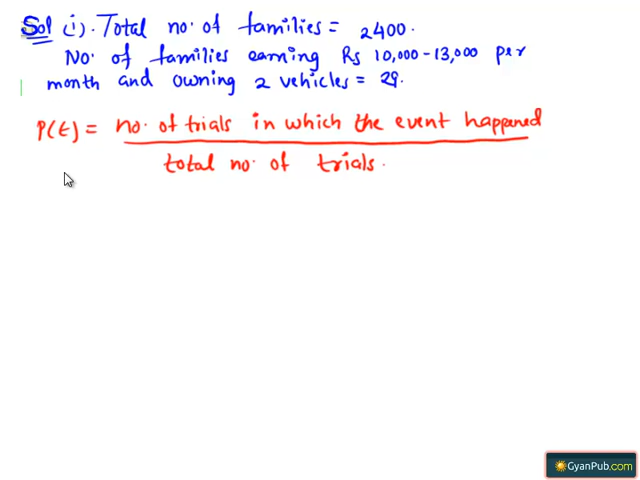 Sol (i). Total no. of families = 2400.
No. of families earning Rs 10,000-13,000 per
month and owning 2 vehicles = 29.
P(E) = no. of trials in which the event happened
total no. of trials.
GyanPub.com